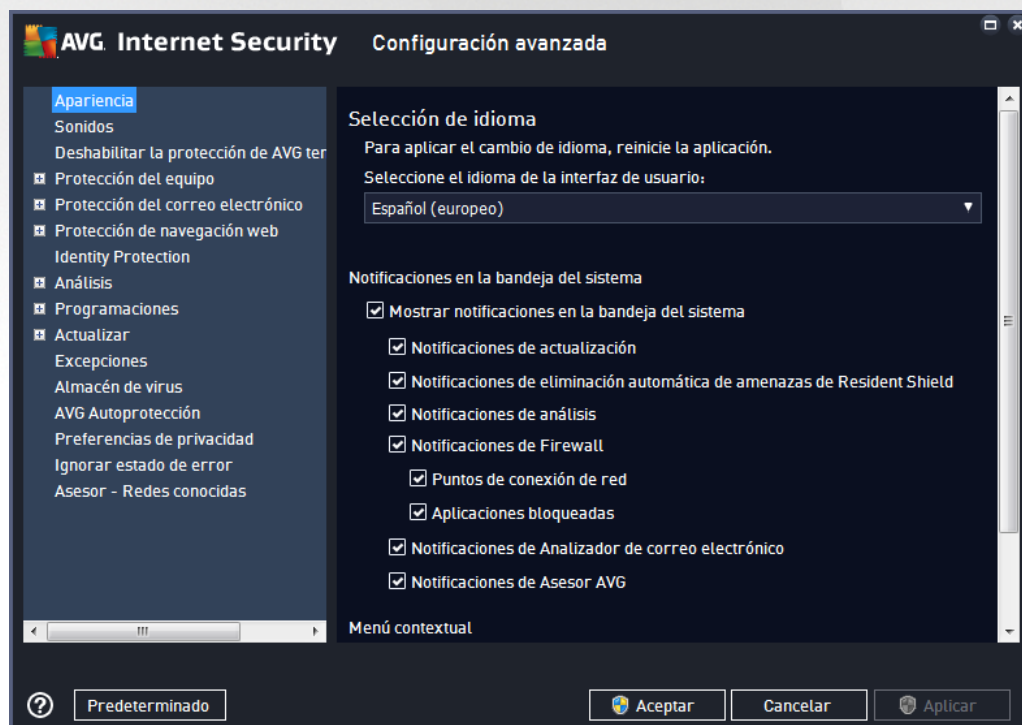 AVG Internet Security Configuración avanzada
Apariencia
Sonidos
Deshabilitar la protección de AVG ter
Protección del equipo
Protección del correo electrónico
Protección de navegación web
Identity Protection
Análisis
Programaciones
Actualizar
Excepciones
Almacén de virus
AVG Autoprotección
Preferencias de privacidad
Ignorar estado de error
Asesor - Redes conocidas
Selección de idioma
Para aplicar el cambio de idioma, reinicie la aplicación.
Seleccione el idioma de la interfaz de usuario:
Español (europeo)
Notificaciones en la bandeja del sistema
Mostrar notificaciones en la bandeja del sistema
Notificaciones de actualización
Notificaciones de eliminación automática de amenazas de Resident Shield
Notificaciones de análisis
Notificaciones de Firewall
Puntos de conexión de red
Aplicaciones bloqueadas
Notificaciones de Analizador de correo electrónico
Notificaciones de Asesor AVG
Menú contextual
Predeterminado
Aceptar
Cancelar
Aplicar